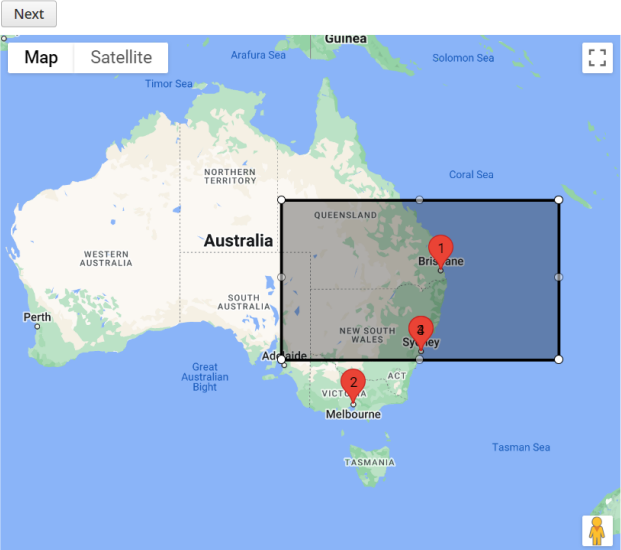 Next
Guinea
Map
Satellite
Arafura Sea
Solomon Sea
Timor Sea
Coral Sea
NORTHERN
TERRITORY
QUEENSLAND
Australia
1
Brisbane
WESTERN
AUSTRALIA
SOUTH
AUSTRALIA
Perth
NEW SOUTH
WALES
Sydney
Adelaide
Great
Australian
Bight
ACT
2
VICTORIA
Melbourne
Tasman Sea
TASMANIA